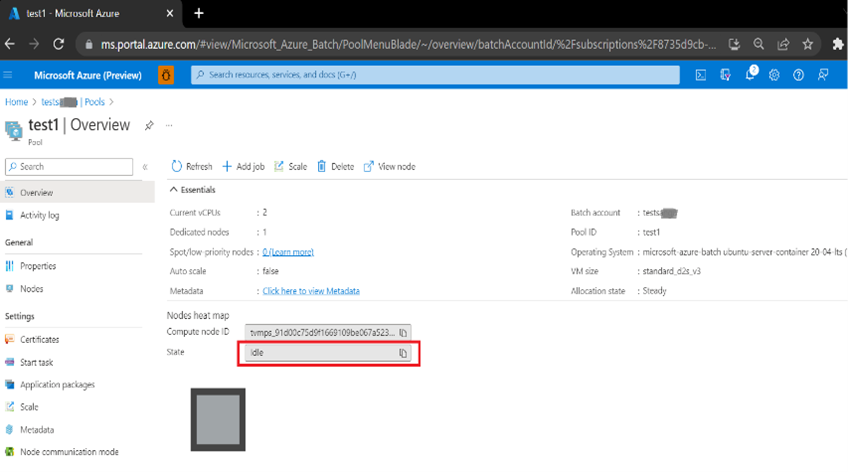 test1 - Microsoft Azure
ms.portal.azure.com/#view/Microsoft_Azure_Batch/PoolMenuBlade/~/overview/batchAccountId/%2Fsubscriptions%2F8735d9cb-...
Microsoft Azure (Preview)
Search resources, services, and docs (G+/)
7
Home > tests | Pools >
test1 | Overview
...
Pool
Search
«
Refresh
Add job
Scale
Delete
View node
Overview
Activity log
General
Properties
Nodes
Settings
Certificates
Start task
Application packages
Scale
Metadata
Node communication mode
Essentials
Current vCPUs : 2
Dedicated nodes : 1
Spot/low-priority nodes : 0 (Learn more)
Auto scale : false
Metadata : Click here to view Metadata
Batch account : tests
Pool ID : test1
Operating System : microsoft-azure-batch ubuntu-server-container 20-04-lts (
VM size : standard_d2s_v3
Allocation state : Steady
Nodes heat map
Compute node ID tvmps_91d00c75d9f1669109be067a523...
State Idle